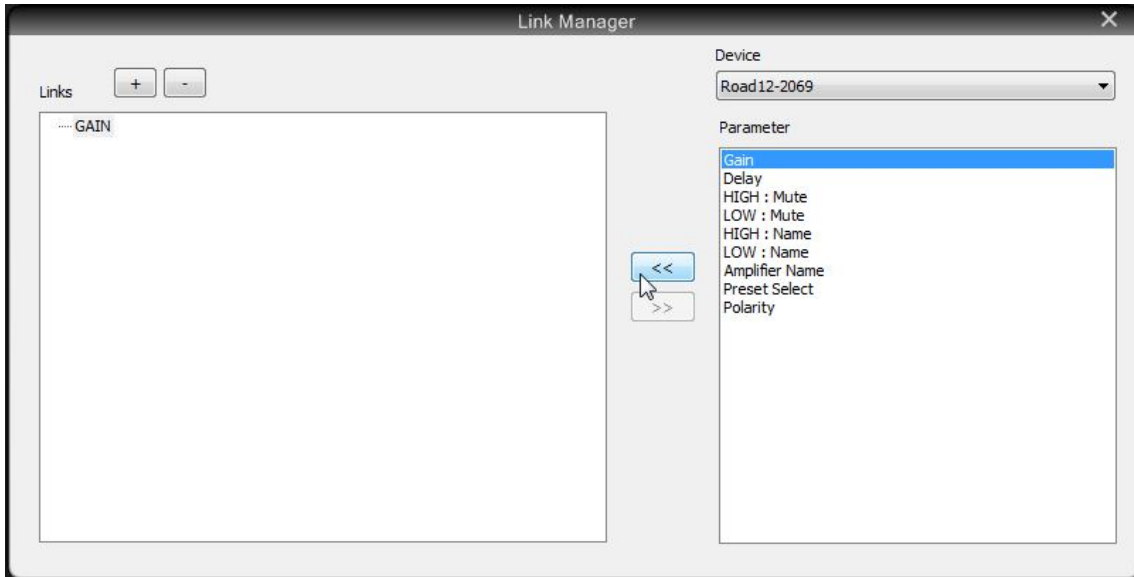 Link Manager
Links
+
-
GAIN
<<
>>
Device
Road12-2069
Parameter
Gain
Delay
HIGH : Mute
LOW : Mute
HIGH : Name
LOW : Name
Amplifier Name
Preset Select
Polarity